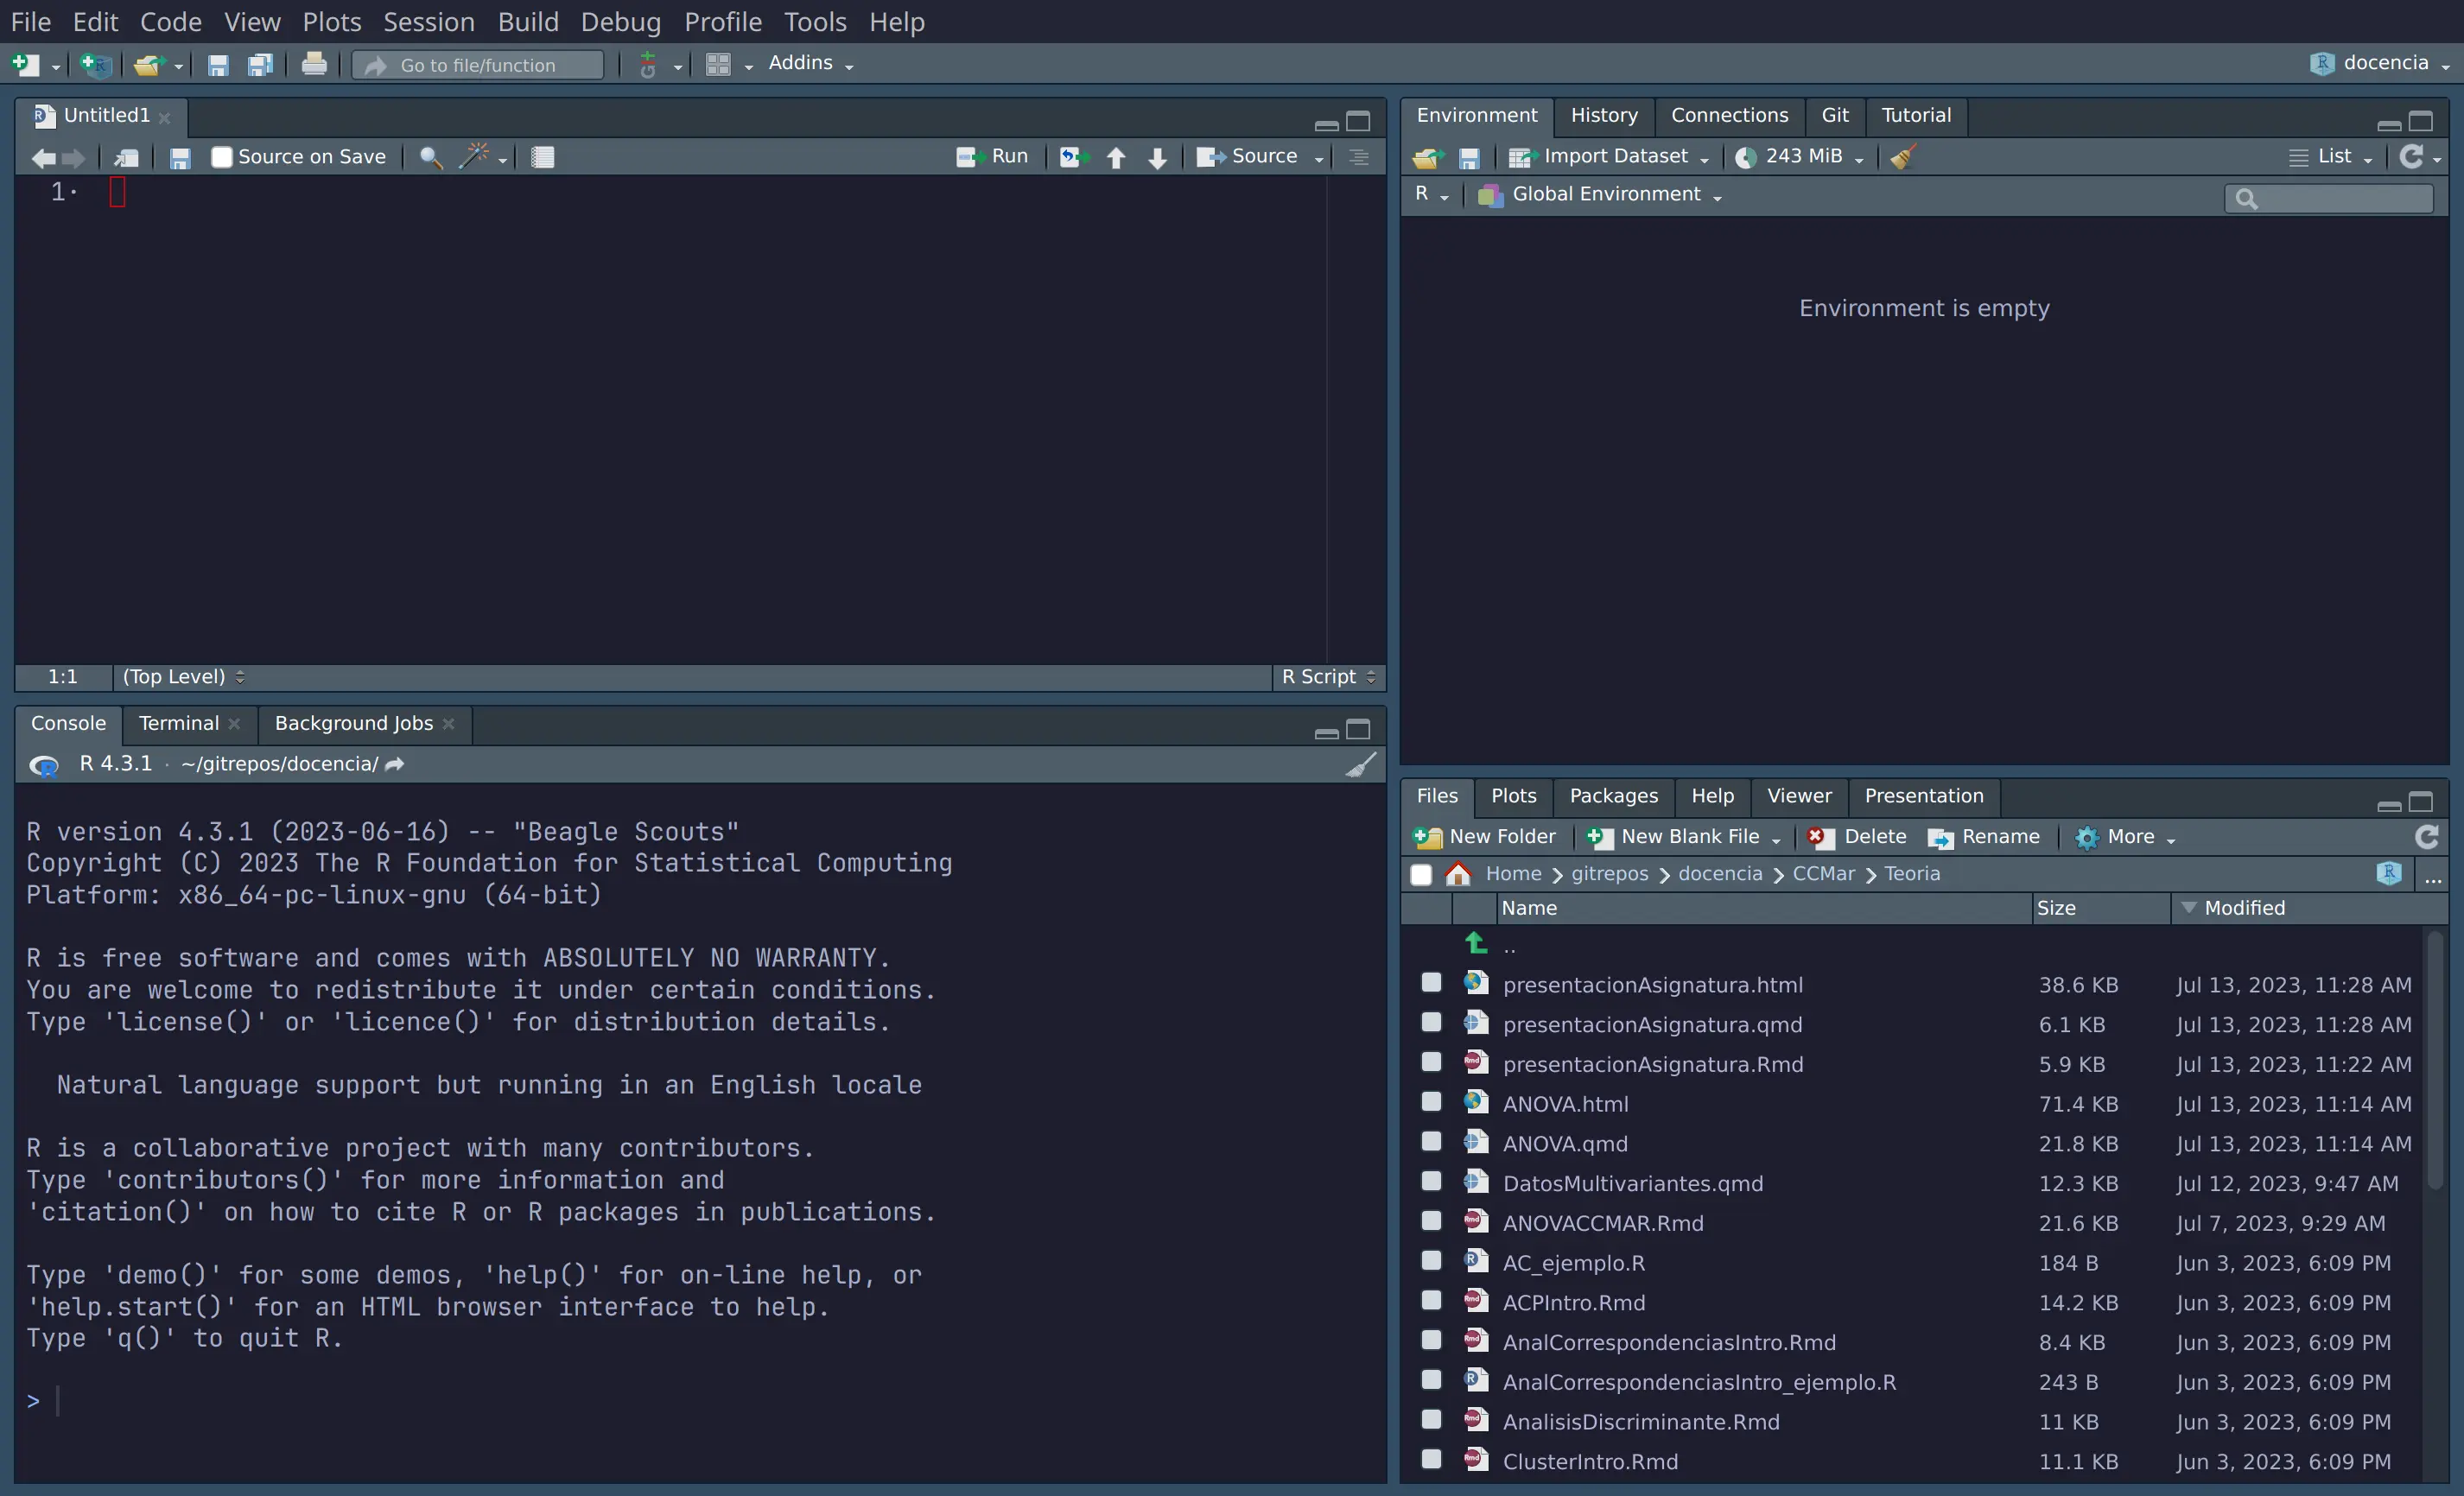 File Edit Code View Plots Session Build Debug Profile Tools Help
Go to file/function
Addins
docencia
Untitled1
Source on Save
Run
Source
1
1:1
(Top Level)
R Script
Console
Terminal
Background Jobs
R 4.3.1 · ~/gitrepos/docencia/
R version 4.3.1 (2023-06-16) -- "Beagle Scouts"
Copyright (C) 2023 The R Foundation for Statistical Computing
Platform: x86_64-pc-linux-gnu (64-bit)
R is free software and comes with ABSOLUTELY NO WARRANTY.
You are welcome to redistribute it under certain conditions.
Type 'license()' or 'licence()' for distribution details.
Natural language support but running in an English locale
R is a collaborative project with many contributors.
Type 'contributors()' for more information and
'citation()' on how to cite R or R packages in publications.
Type 'demo()' for some demos, 'help()' for on-line help, or
'help.start()' for an HTML browser interface to help.
Type 'q()' to quit R.
>
Environment
History
Connections
Git
Tutorial
Import Dataset
243 MiB
List
R
Global Environment
Environment is empty
Files
Plots
Packages
Help
Viewer
Presentation
New Folder
New Blank File
Delete
Rename
More
Home gitrepos docencia CCMar Teoria
...
Name Size Modified
..
presentacionAsignatura.html 38.6 KB Jul 13, 2023, 11:28 AM
presentacionAsignatura.qmd 6.1 KB Jul 13, 2023, 11:28 AM
presentacionAsignatura.Rmd 5.9 KB Jul 13, 2023, 11:22 AM
ANOVA.html 71.4 KB Jul 13, 2023, 11:14 AM
ANOVA.qmd 21.8 KB Jul 13, 2023, 11:14 AM
DatosMultivariantes.qmd 12.3 KB Jul 12, 2023, 9:47 AM
ANOVACCMAR.Rmd 21.6 KB Jul 7, 2023, 9:29 AM
AC_ejemplo.R 184 B Jun 3, 2023, 6:09 PM
ACPIntro.Rmd 14.2 KB Jun 3, 2023, 6:09 PM
AnalCorrespondenciasIntro.Rmd 8.4 KB Jun 3, 2023, 6:09 PM
AnalCorrespondenciasIntro_ejemplo.R 243 B Jun 3, 2023, 6:09 PM
AnalisisDiscriminante.Rmd 11 KB Jun 3, 2023, 6:09 PM
ClusterIntro.Rmd 11.1 KB Jun 3, 2023, 6:09 PM